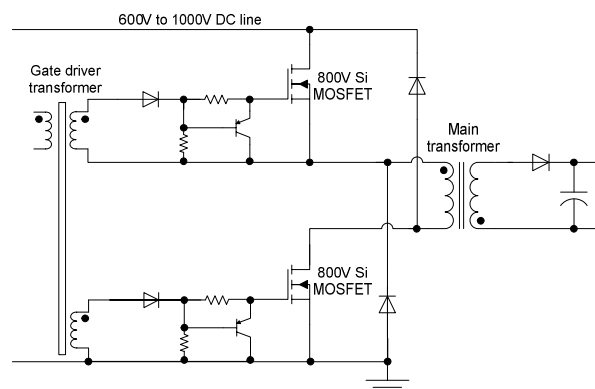 600V to 1000V DC line
Gate driver
transformer
800V Si
MOSFET
Main
transformer
800V Si
MOSFET